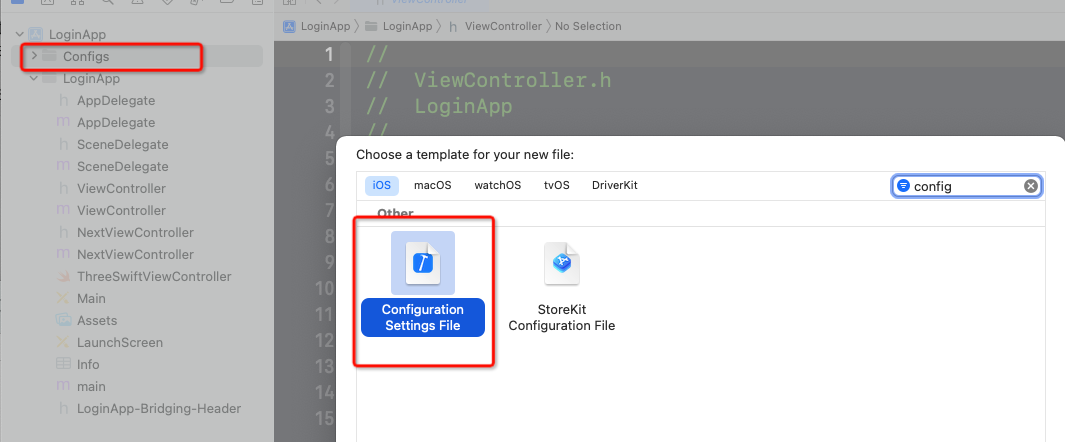 ViewController
LoginApp
Configs
LoginApp
AppDelegate
AppDelegate
SceneDelegate
SceneDelegate
ViewController
ViewController
NextViewController
NextViewController
ThreeSwiftViewController
Main
Assets
LaunchScreen
Info
main
LoginApp-Bridging-Header
LoginApp LoginApp ViewController No Selection
1 //
2 // ViewController.h
3 // LoginApp
4 //
5
6
7
8
9
10
11
12
13
14
15
Choose a template for your new file:
iOS macOS watchOS tvOS DriverKit config
Other
Configuration
Settings File
StoreKit
Configuration File